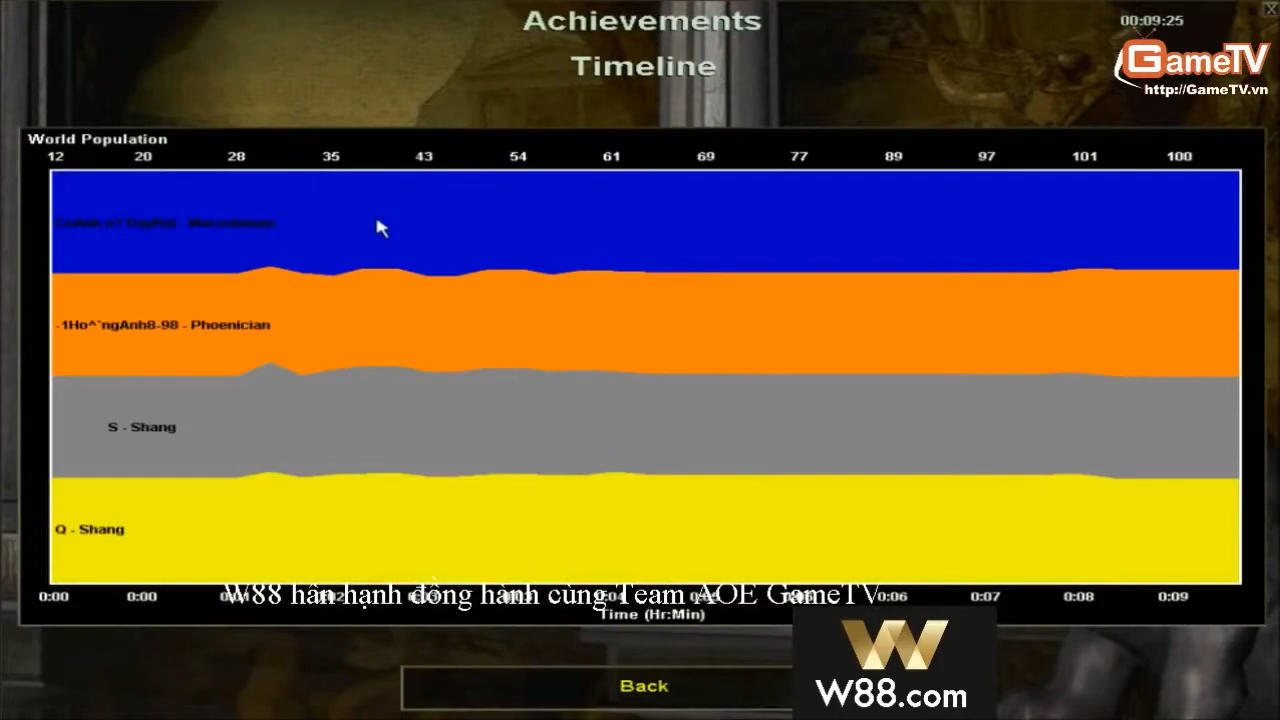 Achievements
00:09:25
Timeline
GameTV
http://GameTV.vn
World Population
12 20 28 35 43 54 61 69 77 89 97 101 100
-1Ho^`ngAnh8-98 - Phoenician
S - Shang
Q - Shang
W88 hân hạnh đồng hành cùng Team AOE GameTV
0:00 0:00 0:06 0:07 0:08 0:09
Time (Hr:Min)
Back
W88.com